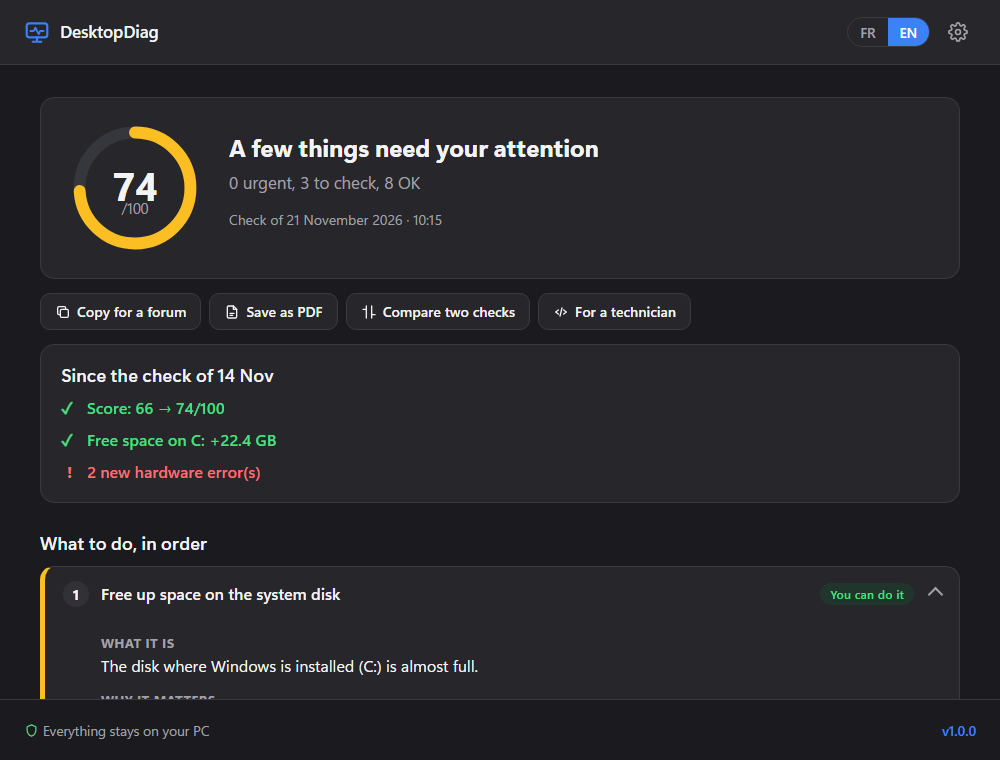 DesktopDiag
FR EN
74
/100
A few things need your attention
0 urgent, 3 to check, 8 OK
Check of 21 November 2026 · 10:15
Copy for a forum
Save as PDF
Compare two checks
For a technician
Since the check of 14 Nov
Score: 66 → 74/100
Free space on C: +22.4 GB
! 2 new hardware error(s)
What to do, in order
1 Free up space on the system disk
You can do it
WHAT IT IS
The disk where Windows is installed (C:) is almost full.
WHY IT MATTERS
Everything stays on your PC
v1.0.0